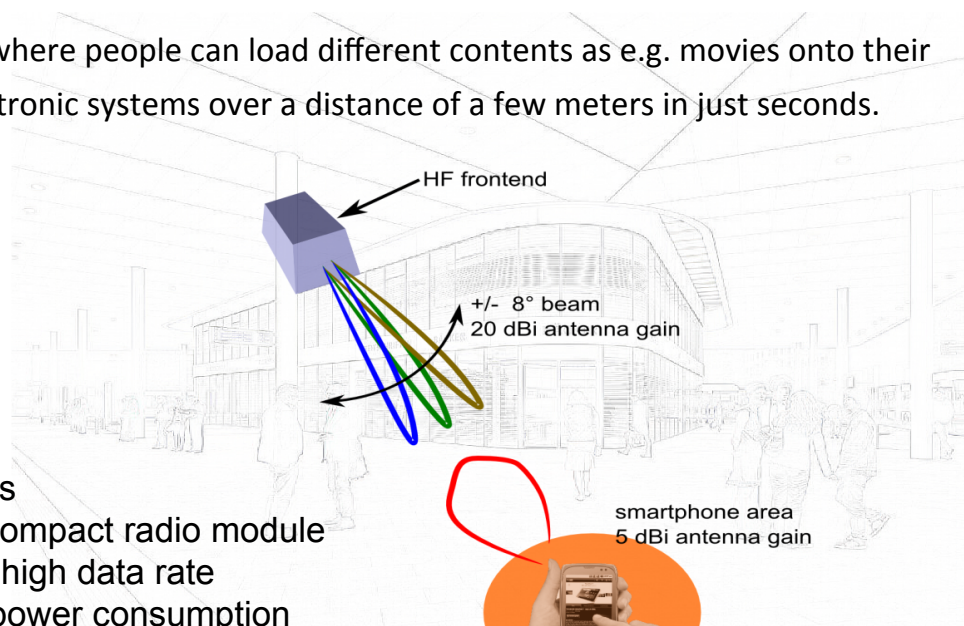 where people can load different contents as e.g. movies onto their
tronic systems over a distance of a few meters in just seconds.
HF frontend
+/- 8° beam
20 dBi antenna gain
smartphone area
5 dBi antenna gain
s
ompact radio module
high data rate
power consumption